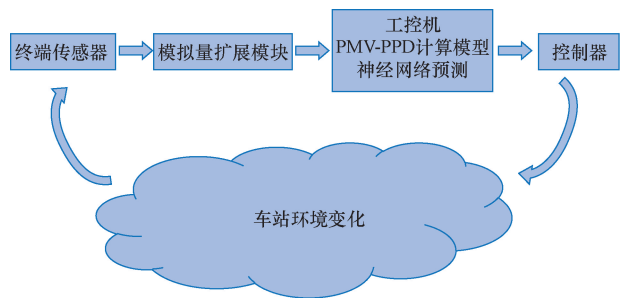 终端传感器
模拟量扩展模块
工控机
PMV-PPD计算模型
神经网络预测
控制器
车站环境变化